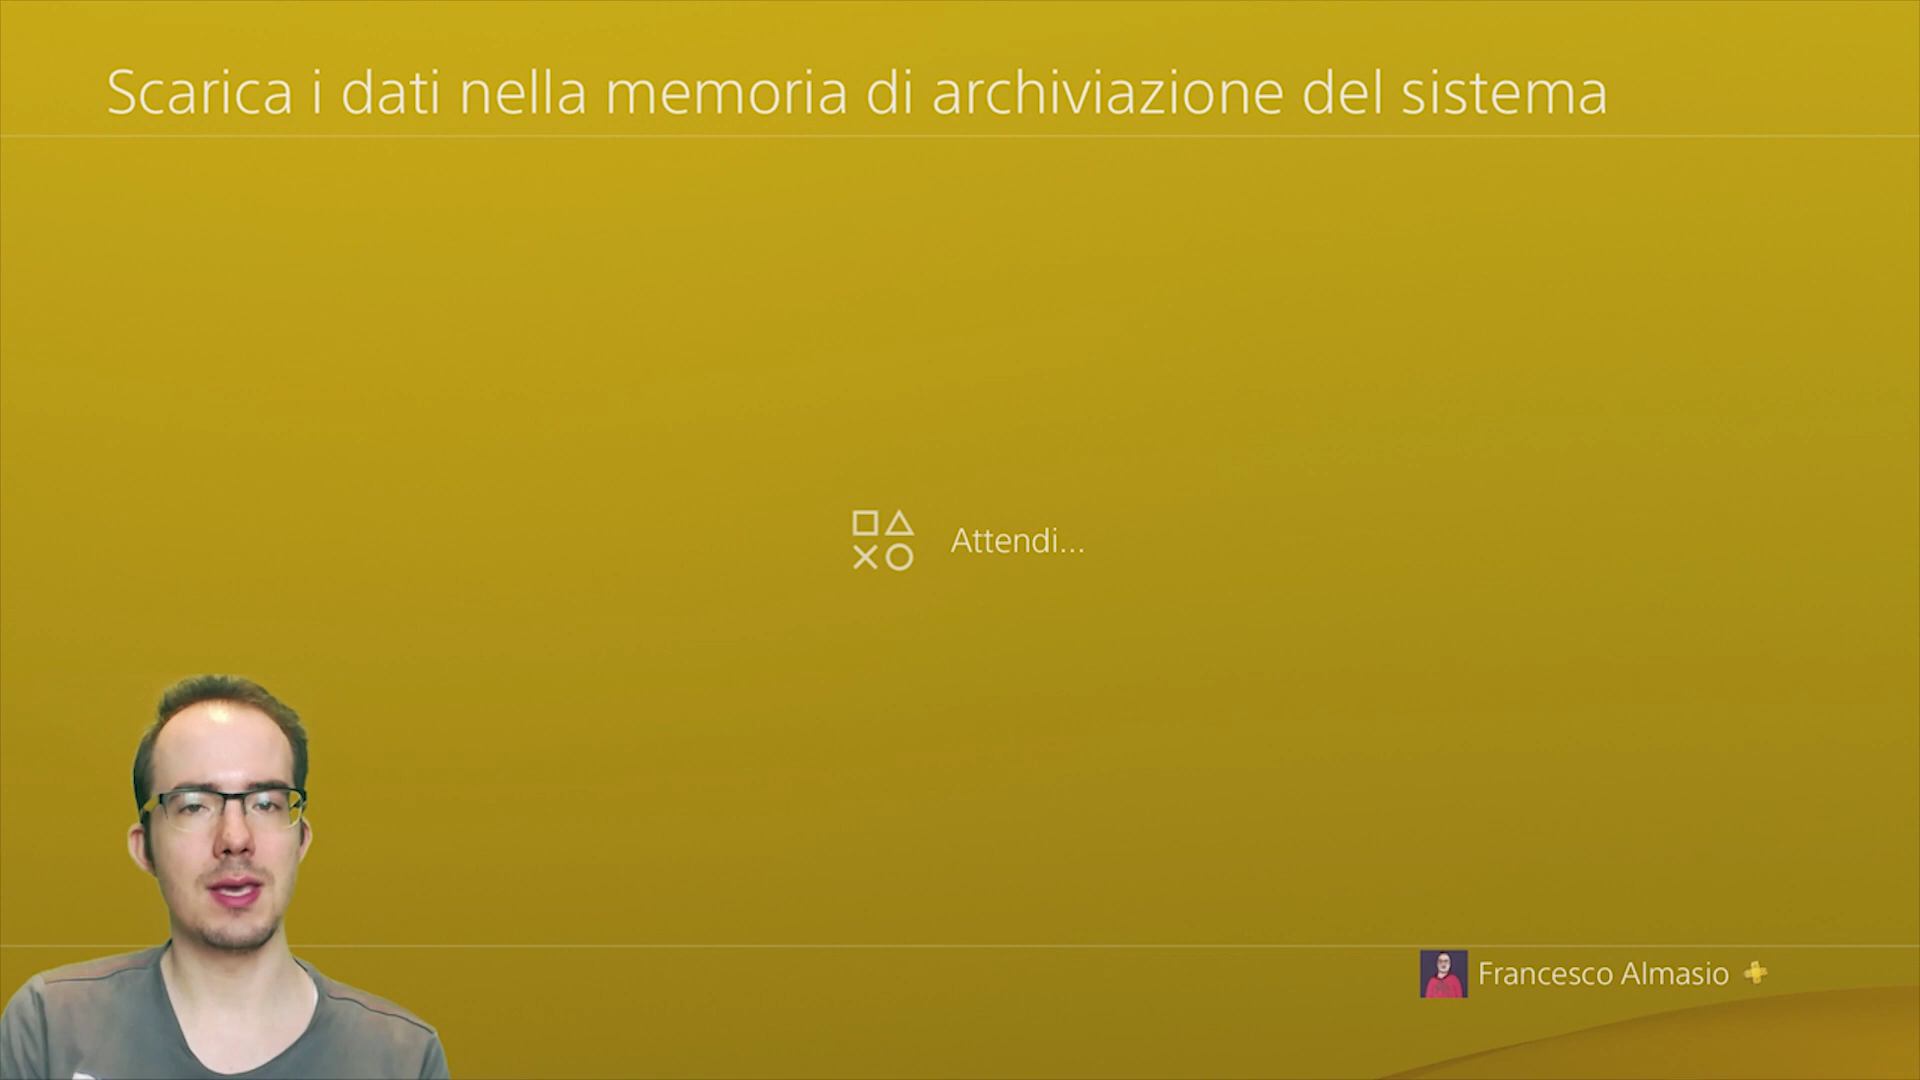 Scarica i dati nella memoria di archiviazione del sistema
Attendi...
Francesco Almasio